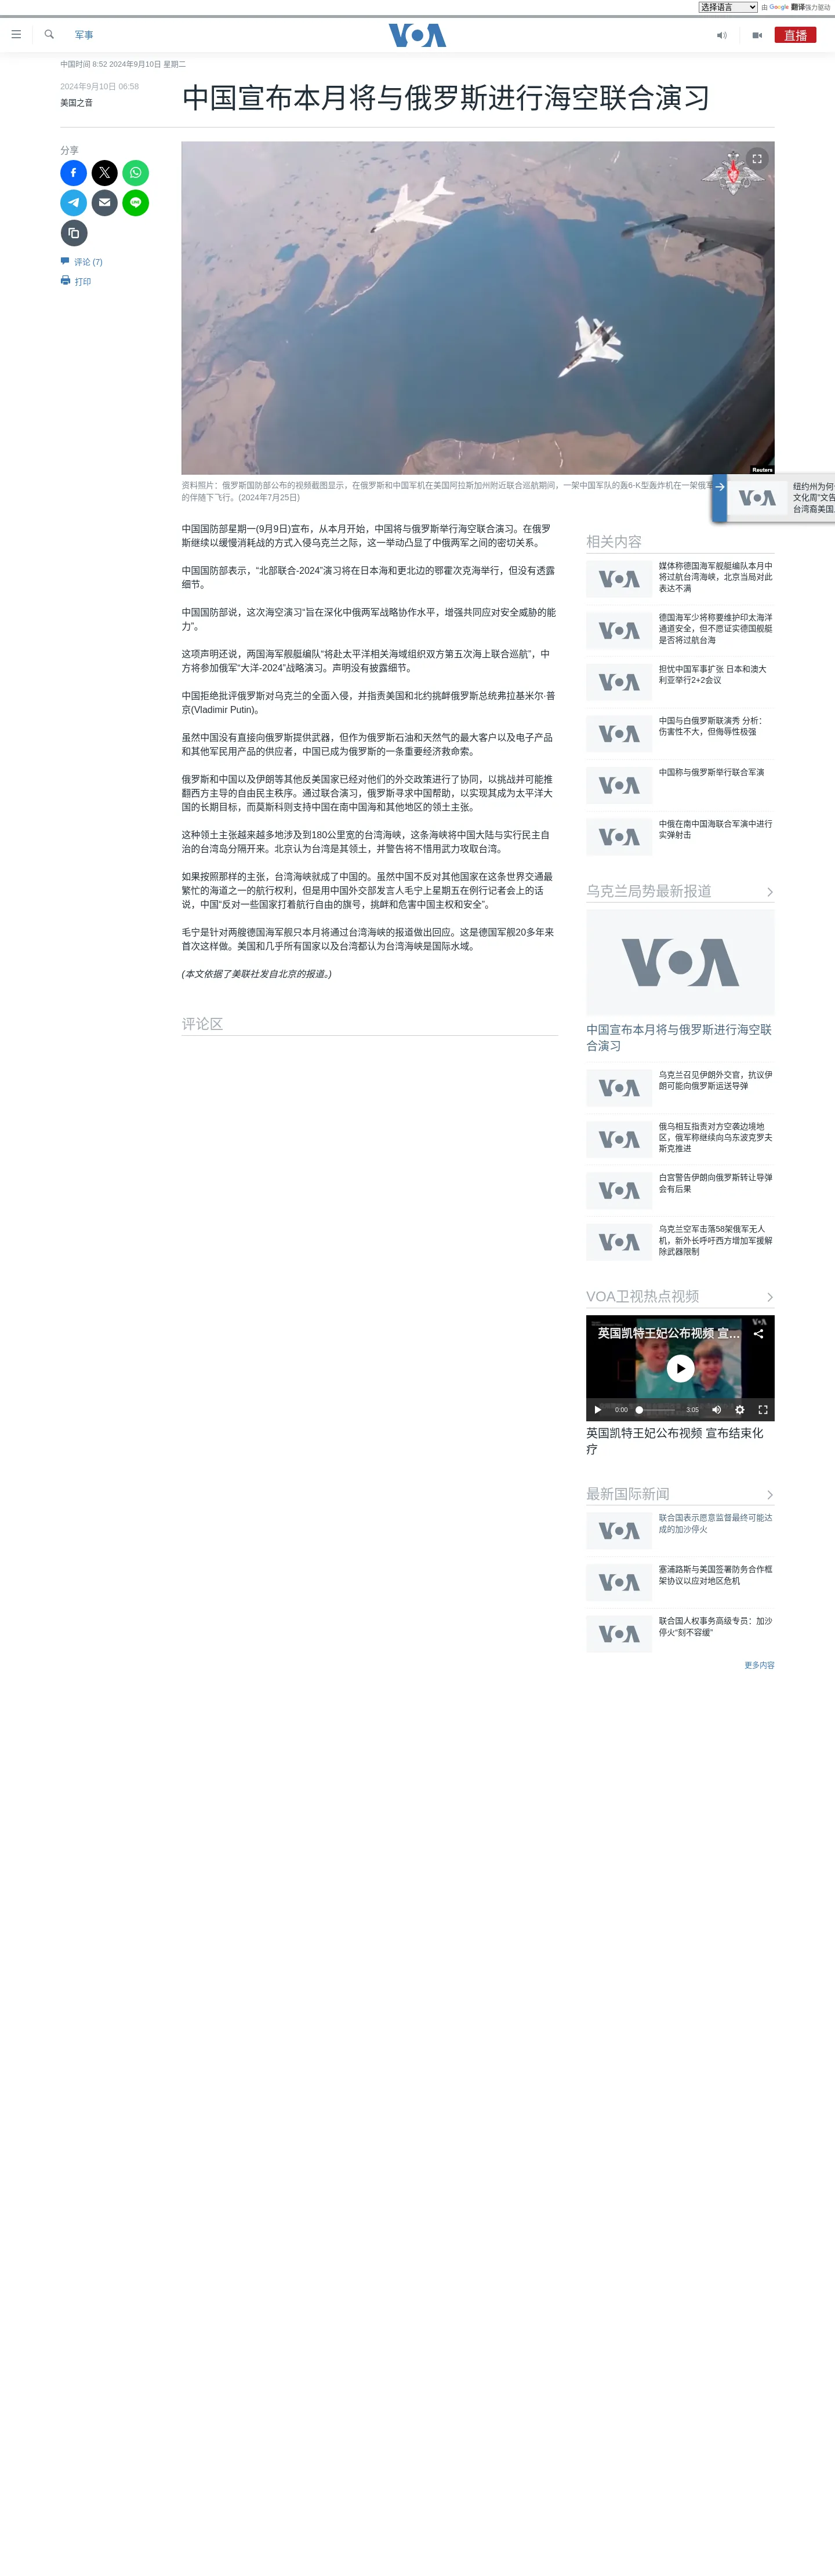 选择语言 由 Google 翻译强力驱动
军事
VOA
直播
中国时间 8:52 2024年9月10日 星期二
2024年9月10日 06:58
美国之音
中国宣布本月将与俄罗斯进行海空联合演习
分享
评论 (7)
打印
Reuters
资料照片：俄罗斯国防部公布的视频截图显示，在俄罗斯和中国军机在美国阿拉斯加州附近联合巡航期间，一架中国军队的轰6-K型轰炸机在一架俄军
的伴随下飞行。(2024年7月25日)
VOA
纽约州为何
文化周”文告
台湾裔美国
中国国防部星期一(9月9日)宣布，从本月开始，中国将与俄罗斯举行海空联合演习。在俄罗
斯继续以缓慢消耗战的方式入侵乌克兰之际，这一举动凸显了中俄两军之间的密切关系。
中国国防部表示，“北部联合-2024”演习将在日本海和更北边的鄂霍次克海举行，但没有透露
细节。
中国国防部说，这次海空演习“旨在深化中俄两军战略协作水平，增强共同应对安全威胁的能
力”。
这项声明还说，两国海军舰艇编队“将赴太平洋相关海域组织双方第五次海上联合巡航”，中
方将参加俄军“大洋-2024”战略演习。声明没有披露细节。
中国拒绝批评俄罗斯对乌克兰的全面入侵，并指责美国和北约挑衅俄罗斯总统弗拉基米尔·普
京(Vladimir Putin)。
虽然中国没有直接向俄罗斯提供武器，但作为俄罗斯石油和天然气的最大客户以及电子产品
和其他军民用产品的供应者，中国已成为俄罗斯的一条重要经济救命索。
俄罗斯和中国以及伊朗等其他反美国家已经对他们的外交政策进行了协同，以挑战并可能推
翻西方主导的自由民主秩序。通过联合演习，俄罗斯寻求中国帮助，以实现其成为太平洋大
国的长期目标，而莫斯科则支持中国在南中国海和其他地区的领土主张。
这种领土主张越来越多地涉及到180公里宽的台湾海峡，这条海峡将中国大陆与实行民主自
治的台湾岛分隔开来。北京认为台湾是其领土，并警告将不惜用武力攻取台湾。
如果按照那样的主张，台湾海峡就成了中国的。虽然中国不反对其他国家在这条世界交通最
繁忙的海道之一的航行权利，但是用中国外交部发言人毛宁上星期五在例行记者会上的话
说，中国“反对一些国家打着航行自由的旗号，挑衅和危害中国主权和安全”。
毛宁是针对两艘德国海军舰只本月将通过台湾海峡的报道做出回应。这是德国军舰20多年来
首次这样做。美国和几乎所有国家以及台湾都认为台湾海峡是国际水域。
(本文依据了美联社发自北京的报道。)
评论区
相关内容
VOA
媒体称德国海军舰艇编队本月中
将过航台湾海峡，北京当局对此
表达不满
VOA
德国海军少将称要维护印太海洋
通道安全，但不愿证实德国舰艇
是否将过航台海
VOA
担忧中国军事扩张 日本和澳大
利亚举行2+2会议
VOA
中国与白俄罗斯联演秀 分析：
伤害性不大，但侮辱性极强
VOA
中国称与俄罗斯举行联合军演
VOA
中俄在南中国海联合军演中进行
实弹射击
乌克兰局势最新报道
VOA
中国宣布本月将与俄罗斯进行海空联
合演习
VOA
乌克兰召见伊朗外交官，抗议伊
朗可能向俄罗斯运送导弹
VOA
俄乌相互指责对方空袭边境地
区，俄军称继续向乌东波克罗夫
斯克推进
VOA
白宫警告伊朗向俄罗斯转让导弹
会有后果
VOA
乌克兰空军击落58架俄军无人
机，新外长呼吁西方增加军援解
除武器限制
VOA卫视热点视频
英国凯特王妃公布视频 宣...
VOA
0:00 3:05
英国凯特王妃公布视频 宣布结束化
疗
最新国际新闻
VOA
联合国表示愿意监督最终可能达
成的加沙停火
VOA
塞浦路斯与美国签署防务合作框
架协议以应对地区危机
VOA
联合国人权事务高级专员：加沙
停火“刻不容缓”
更多内容